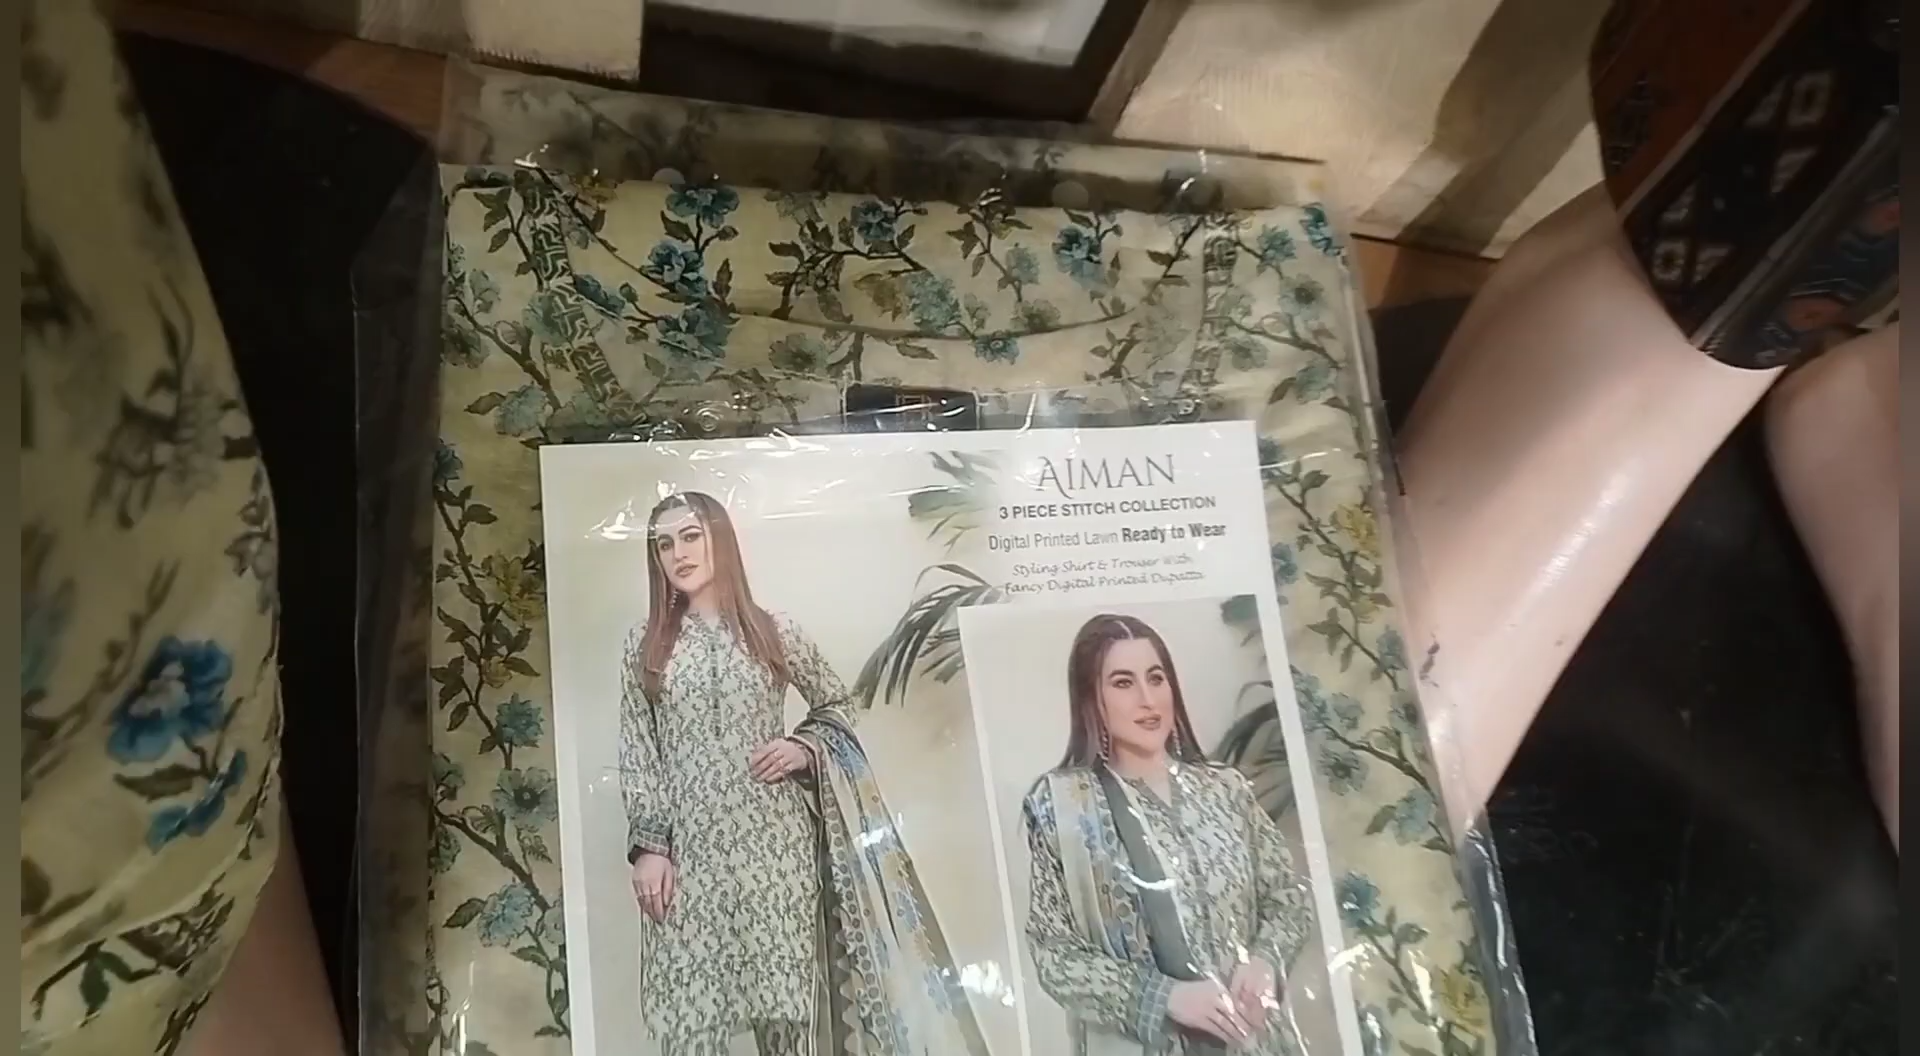 AIMAN
3 PIECE STITCH COLLECTION
Digital Printed Lawn Ready to Wear
Styling Shirt & Trouser With
Fancy Digital Printed Dupatta